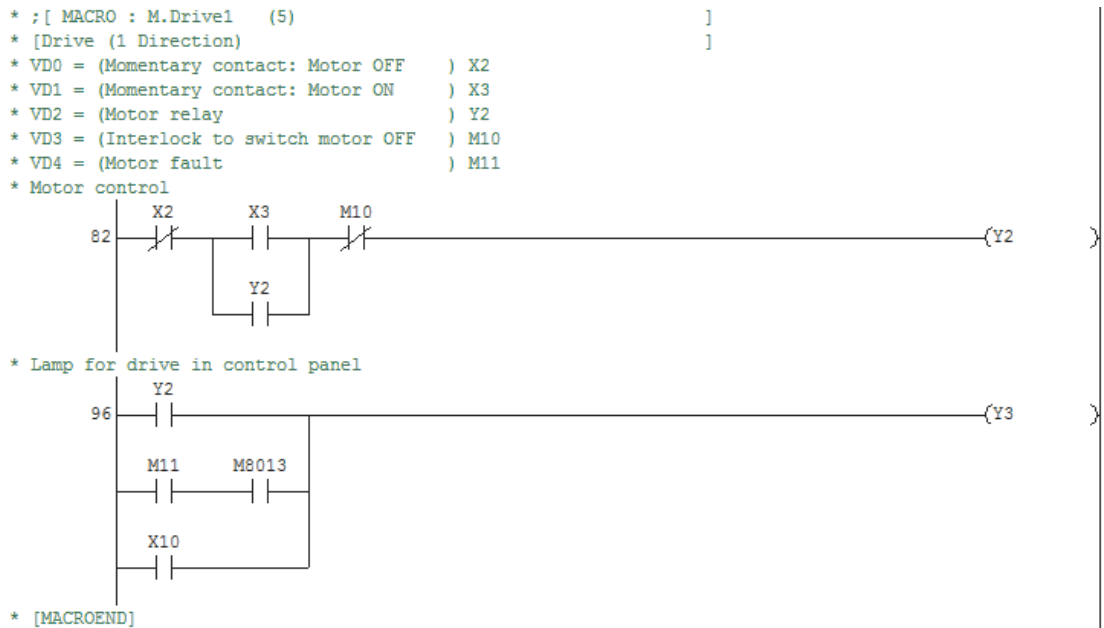 * ;[ MACRO : M.Drive1 (5) ]
* [Drive (1 Direction) ]
* VD0 = (Momentary contact: Motor OFF ) X2
* VD1 = (Momentary contact: Motor ON ) X3
* VD2 = (Motor relay ) Y2
* VD3 = (Interlock to switch motor OFF ) M10
* VD4 = (Motor fault ) M11
* Motor control
X2 X3 M10
82 (Y2 )
Y2
* Lamp for drive in control panel
Y2
96 (Y3 )
M11 M8013
X10
* [MACROEND]